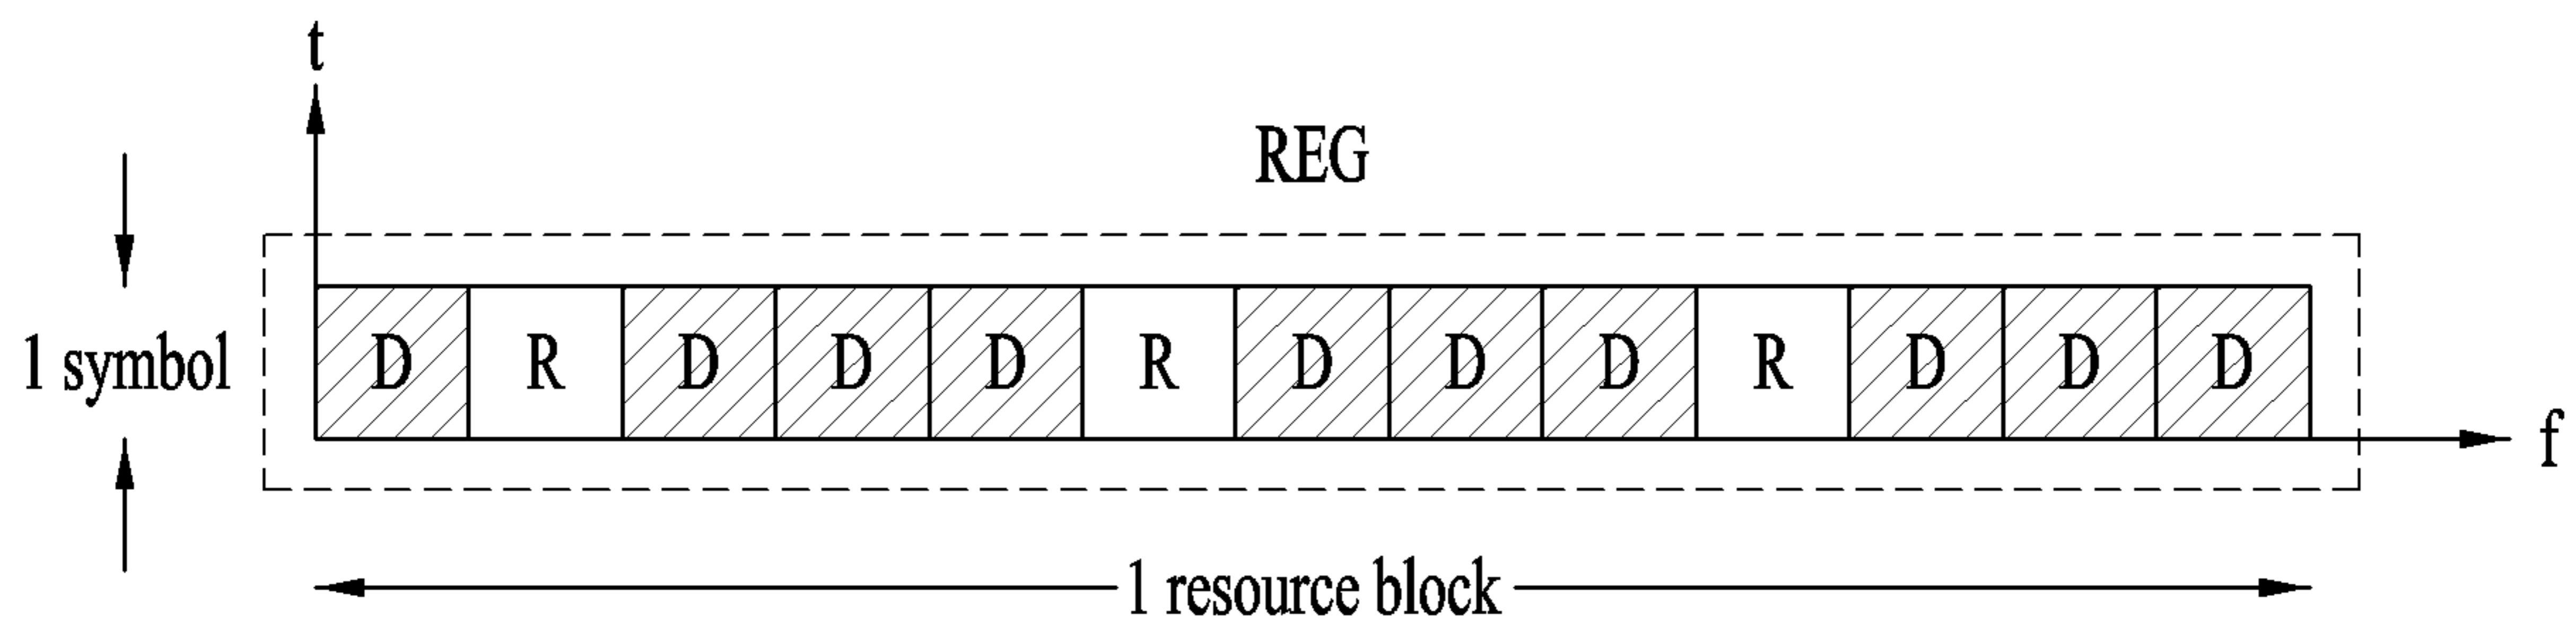 t
REG
1 symbol
D R D D D R D D D R D D D
f
1 resource block